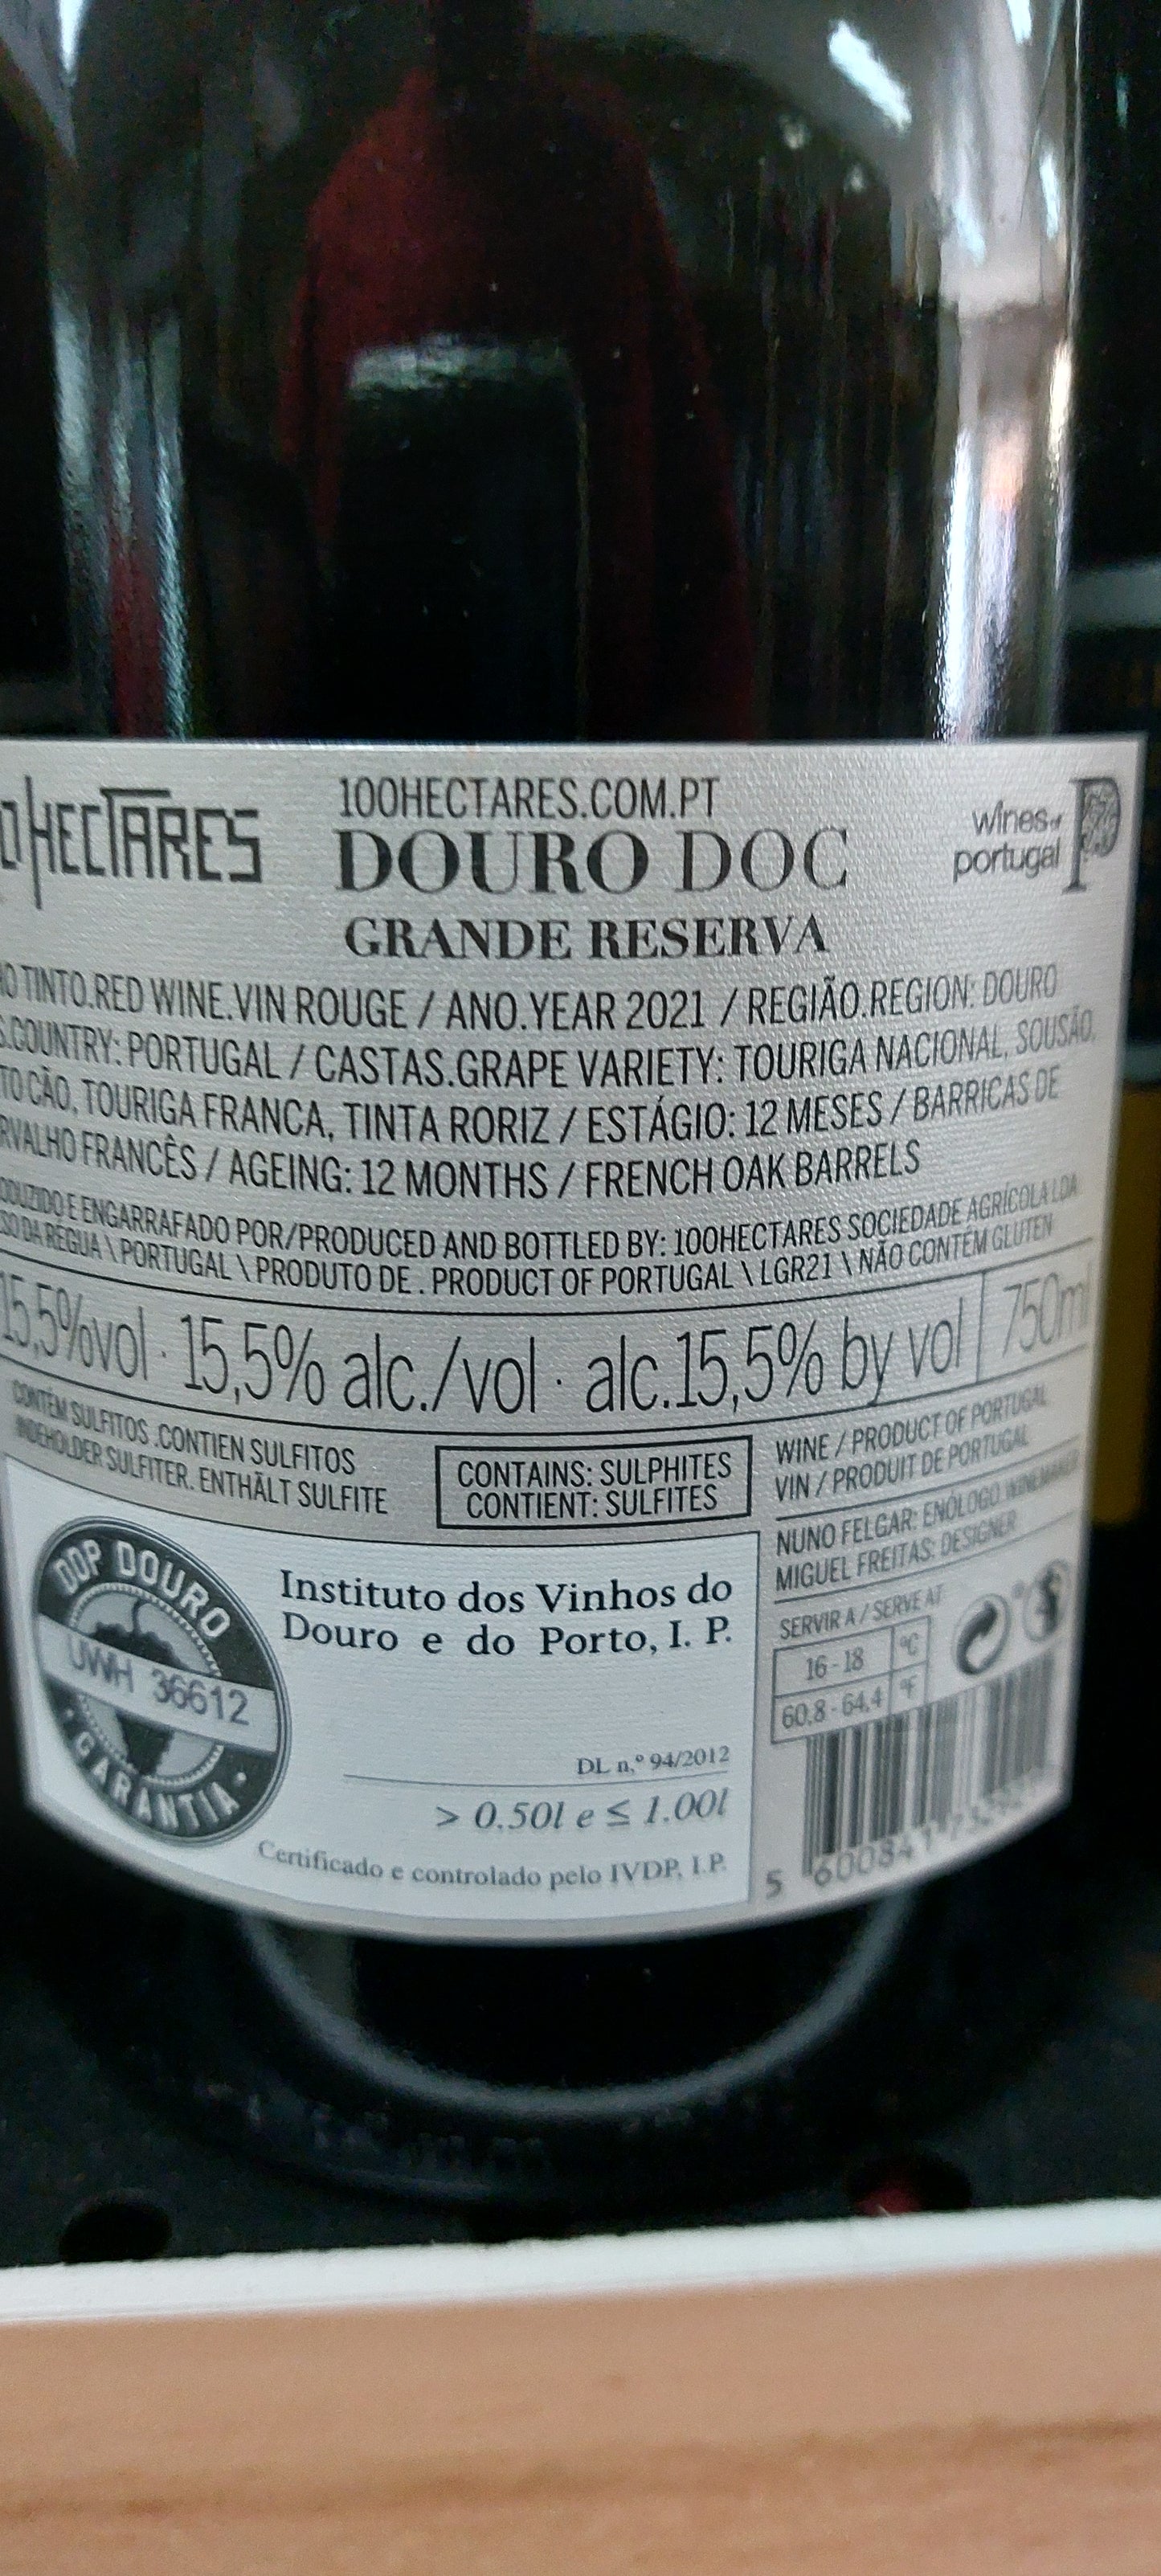 HECTARES
100HECTARES.COM.PT
DOURO DOC
GRANDE RESERVA
wines of
portugal
P
TINTO.RED WINE.VIN ROUGE / ANO.YEAR 2021 / REGIÃO.REGION: DOURO
.COUNTRY: PORTUGAL / CASTAS.GRAPE VARIETY: TOURIGA NACIONAL, SOUSÃO,
CÃO, TOURIGA FRANCA, TINTA RORIZ / ESTÁGIO: 12 MESES / BARRICAS DE
FRANCÊS / AGEING: 12 MONTHS / FRENCH OAK BARRELS
E ENGARRAFADO POR/PRODUCED AND BOTTLED BY: 100HECTARES SOCIEDADE AGRÍCOLA LDA
DA RÉGUA \ PORTUGAL \ PRODUTO DE . PRODUCT OF PORTUGAL \ LGR21 \ NÃO CONTÉM GLUTEN
15,5%vol · 15,5% alc./vol · alc.15,5% by vol | 750ml
CONTÉM SULFITOS .CONTIEN SULFITOS
INDEHOLDER SULFITER. ENTHÄLT SULFITE
CONTAINS: SULPHITES
CONTIENT: SULFITES
WINE / PRODUCT OF PORTUGAL
VIN / PRODUIT DE PORTUGAL
NUNO FELGAR: ENÓLOGO
MIGUEL FREITAS: DESIGNER
SERVIR A / SERVE AT
16-18 ºC
60.8-64.4 ºF
DOP DOURO
UWH 36612
• GARANTIA •
Instituto dos Vinhos do
Douro e do Porto, I. P.
DL n.º 94/2012
> 0.50l e ≤ 1.00l
Certificado e controlado pelo IVDP, I.P.